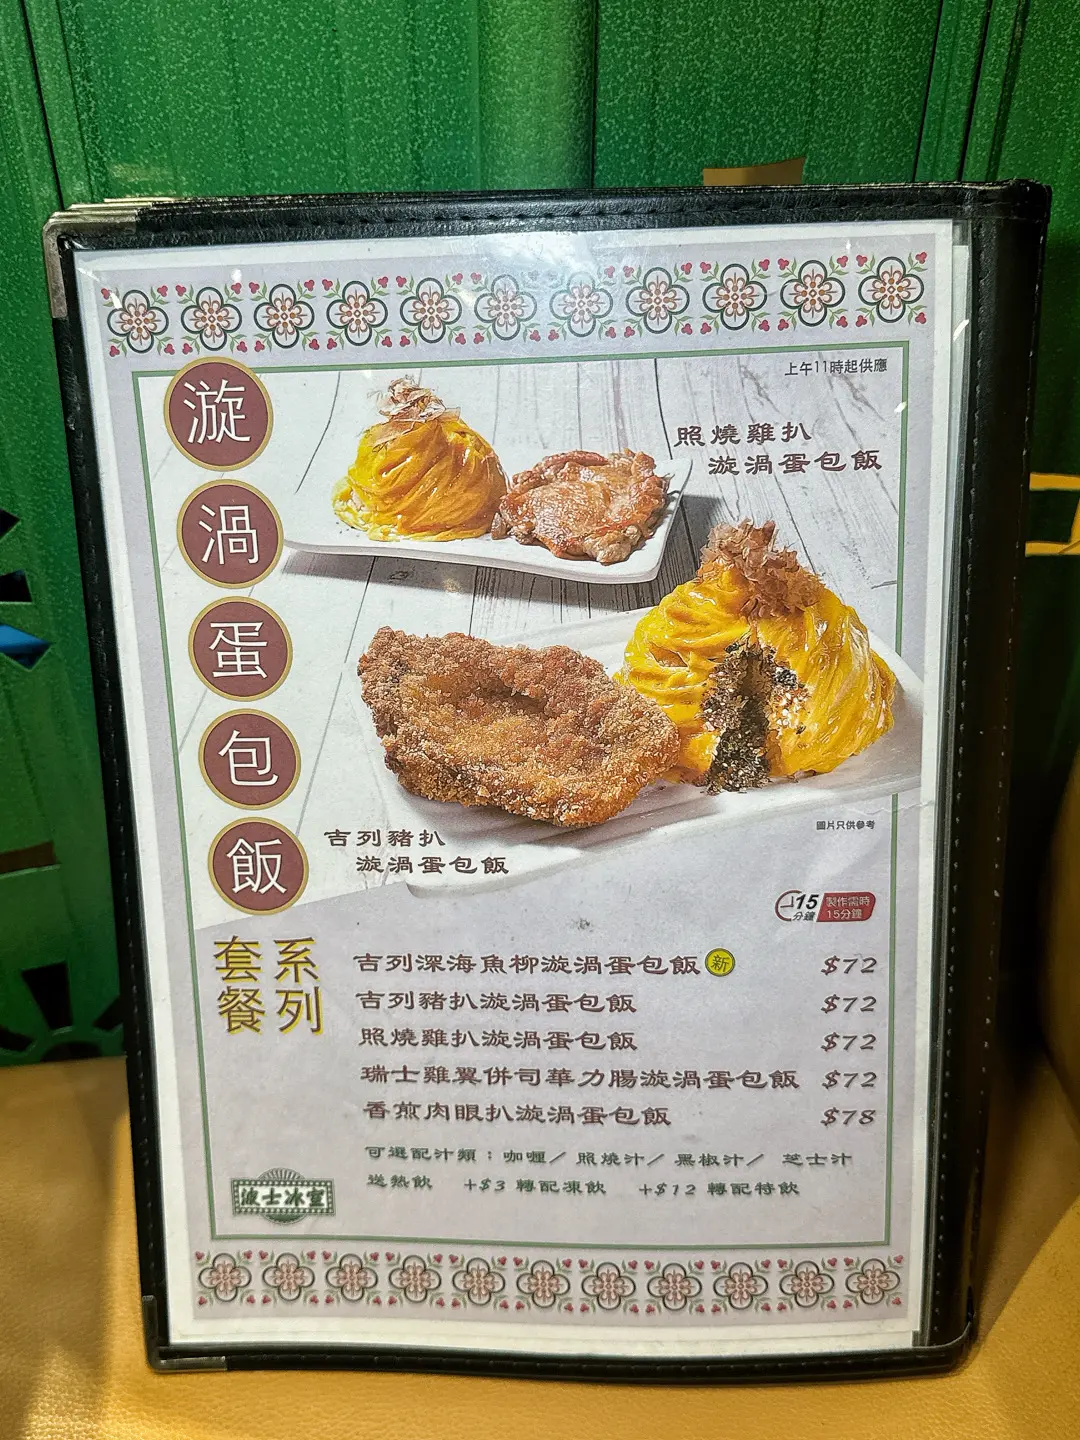 上午11時起供應
漩渦蛋包飯
照燒雞扒
漩渦蛋包飯
吉列豬扒
漩渦蛋包飯
圖片只供參考
15分鐘 製作需時15分鐘
套餐系列
吉列深海魚柳漩渦蛋包飯 新 $72
吉列豬扒漩渦蛋包飯 $72
照燒雞扒漩渦蛋包飯 $72
瑞士雞翼併司華力腸漩渦蛋包飯 $72
香煎肉眼扒漩渦蛋包飯 $78
可選配汁類：咖喱／照燒汁／黑椒汁／芝士汁
送熱飲 +$3 轉配凍飲 +$12 轉配特飲
波士冰室